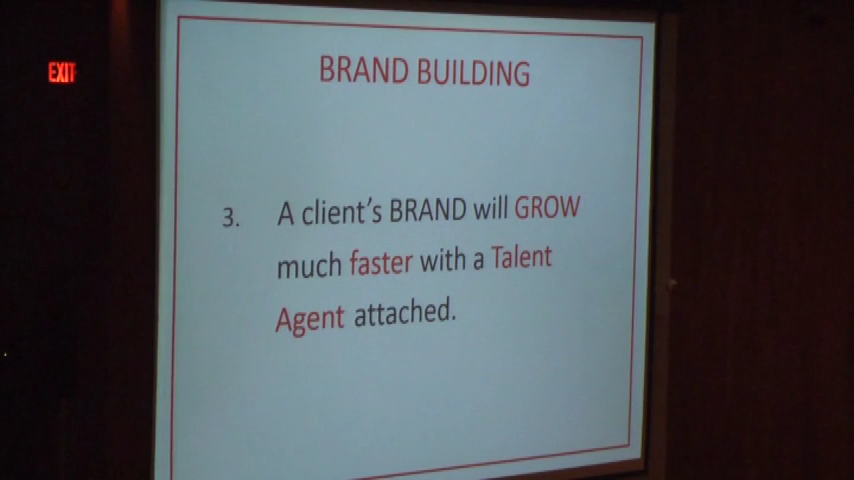 EXIT
BRAND BUILDING
3. A client's BRAND will GROW
much faster with a Talent
Agent attached.